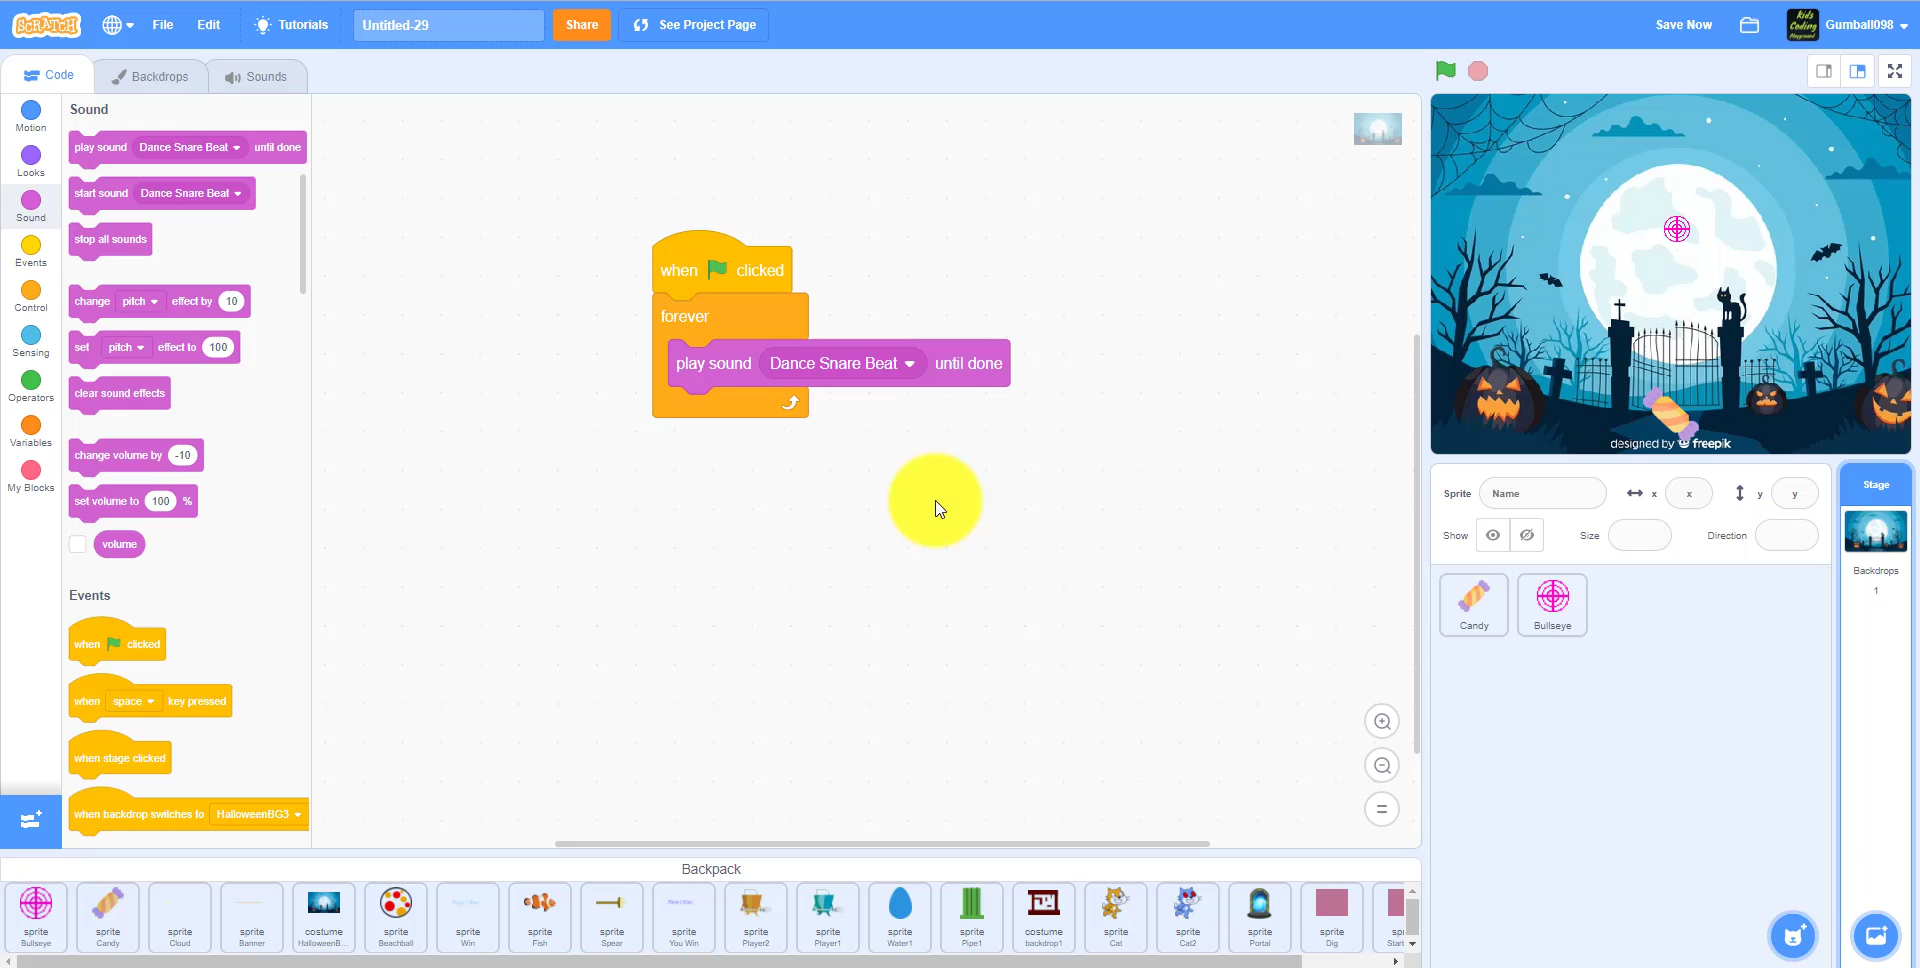 SCRATCH File Edit Tutorials Untitled-29 Share See Project Page Save Now Kids Coding Playground Gumball098
Code Backdrops Sounds
Motion
Looks
Sound
Events
Control
Sensing
Operators
Variables
My Blocks
Sound
play sound Dance Snare Beat until done
start sound Dance Snare Beat
stop all sounds
change pitch effect by 10
set pitch effect to 100
clear sound effects
change volume by -10
set volume to 100 %
volume
Events
when clicked
when space key pressed
when stage clicked
when backdrop switches to HalloweenBG3
when clicked
forever
play sound Dance Snare Beat until done
designed by freepik
Sprite Name x x y y
Show Size Direction
Candy Bullseye
Stage
Backdrops
1
Backpack
sprite sprite sprite sprite costume sprite sprite sprite sprite sprite sprite sprite sprite sprite costume sprite sprite sprite sprite spr
Bullseye Candy Cloud Banner HalloweenB... Beachball Win Fish Spear You Win Player2 Player1 Water1 Pipe1 backdrop1 Cat Cat2 Portal Dig Start